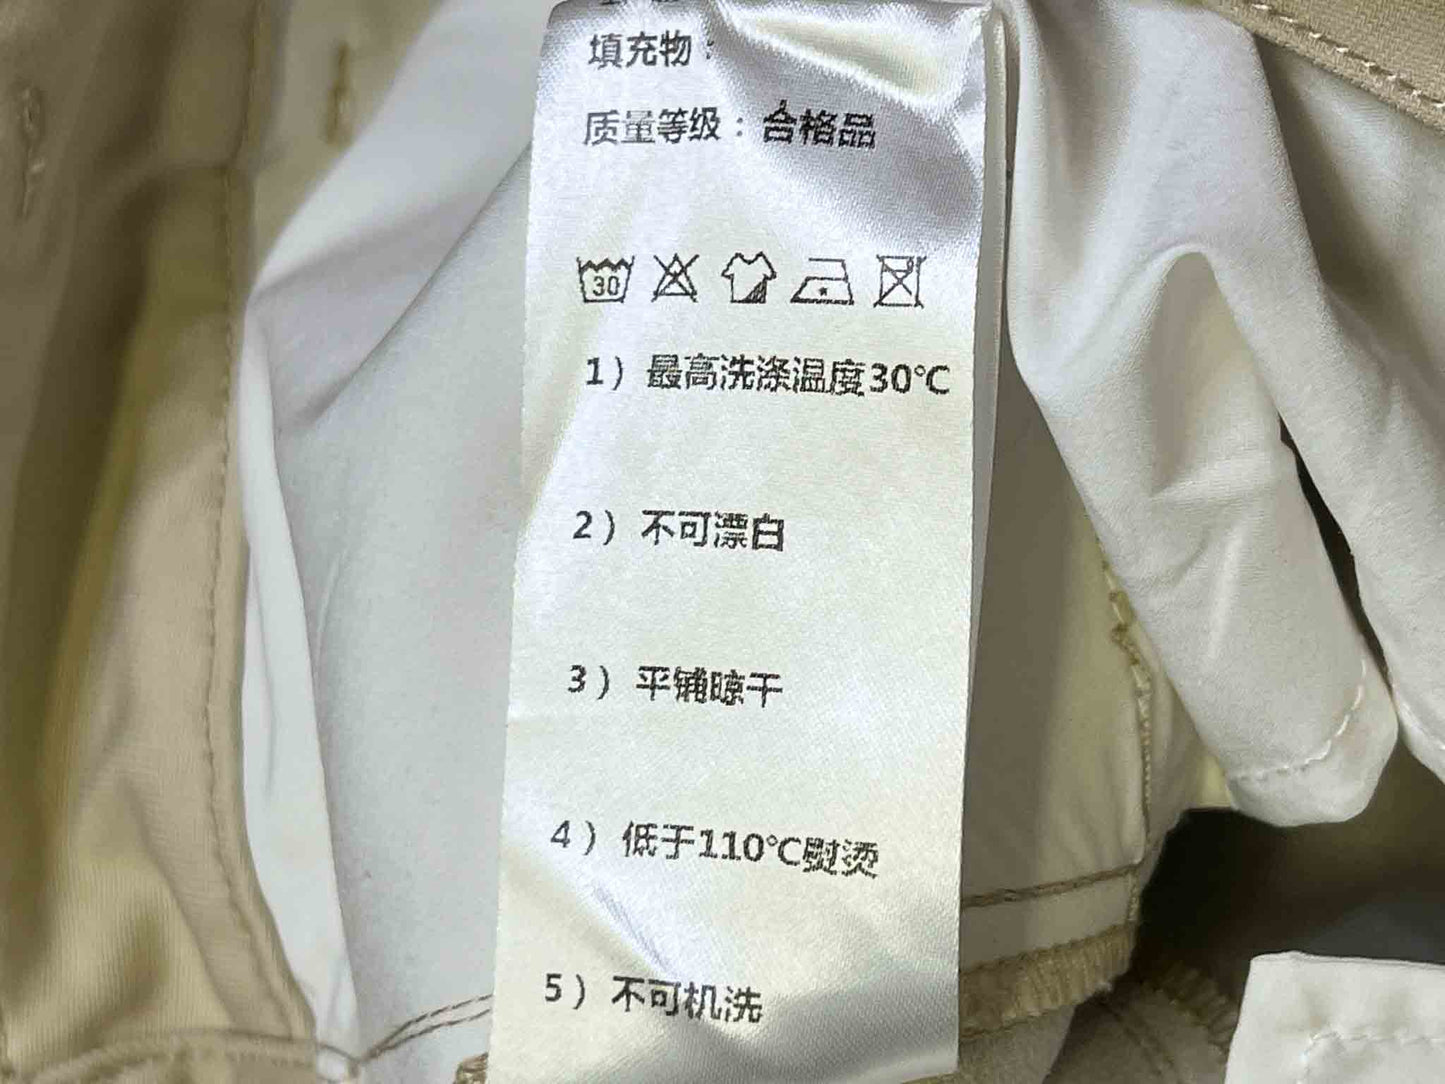 填充物：
质量等级：合格品
30
1）最高洗涤温度30℃
2）不可漂白
3）平铺晾干
4）低于110℃熨烫
5）不可机洗